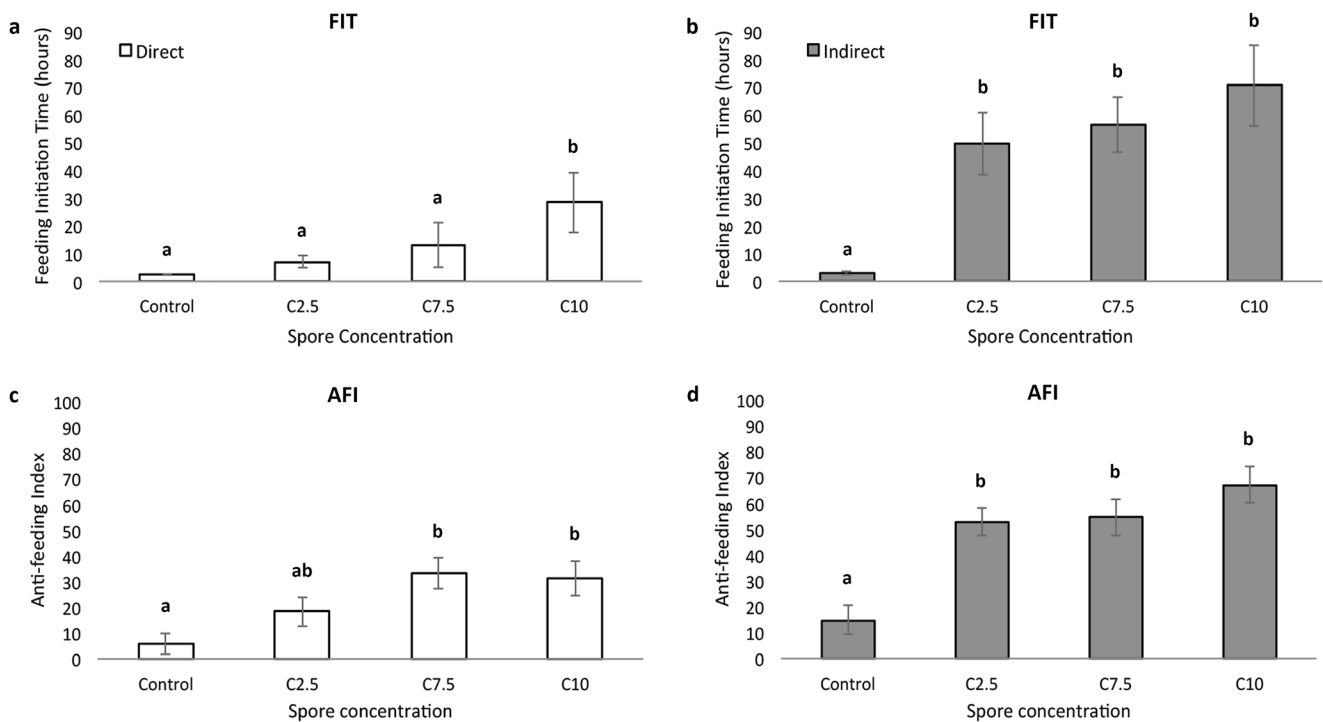 a
FIT
Feeding Initiation Time (hours)
90
80
70
60
50
40
30
20
10
0
Direct
a
a
a
b
Control C2.5 C7.5 C10
Spore Concentration
b
FIT
Feeding Initiation Time (hours)
90
80
70
60
50
40
30
20
10
0
Indirect
a
b
b
b
Control C2.5 C7.5 C10
Spore Concentration
c
AFI
Anti-feeding Index
100
90
80
70
60
50
40
30
20
10
0
a
ab
b
b
Control C2.5 C7.5 C10
Spore concentration
d
AFI
Anti-feeding Index
100
90
80
70
60
50
40
30
20
10
0
a
b
b
b
Control C2.5 C7.5 C10
Spore concentration